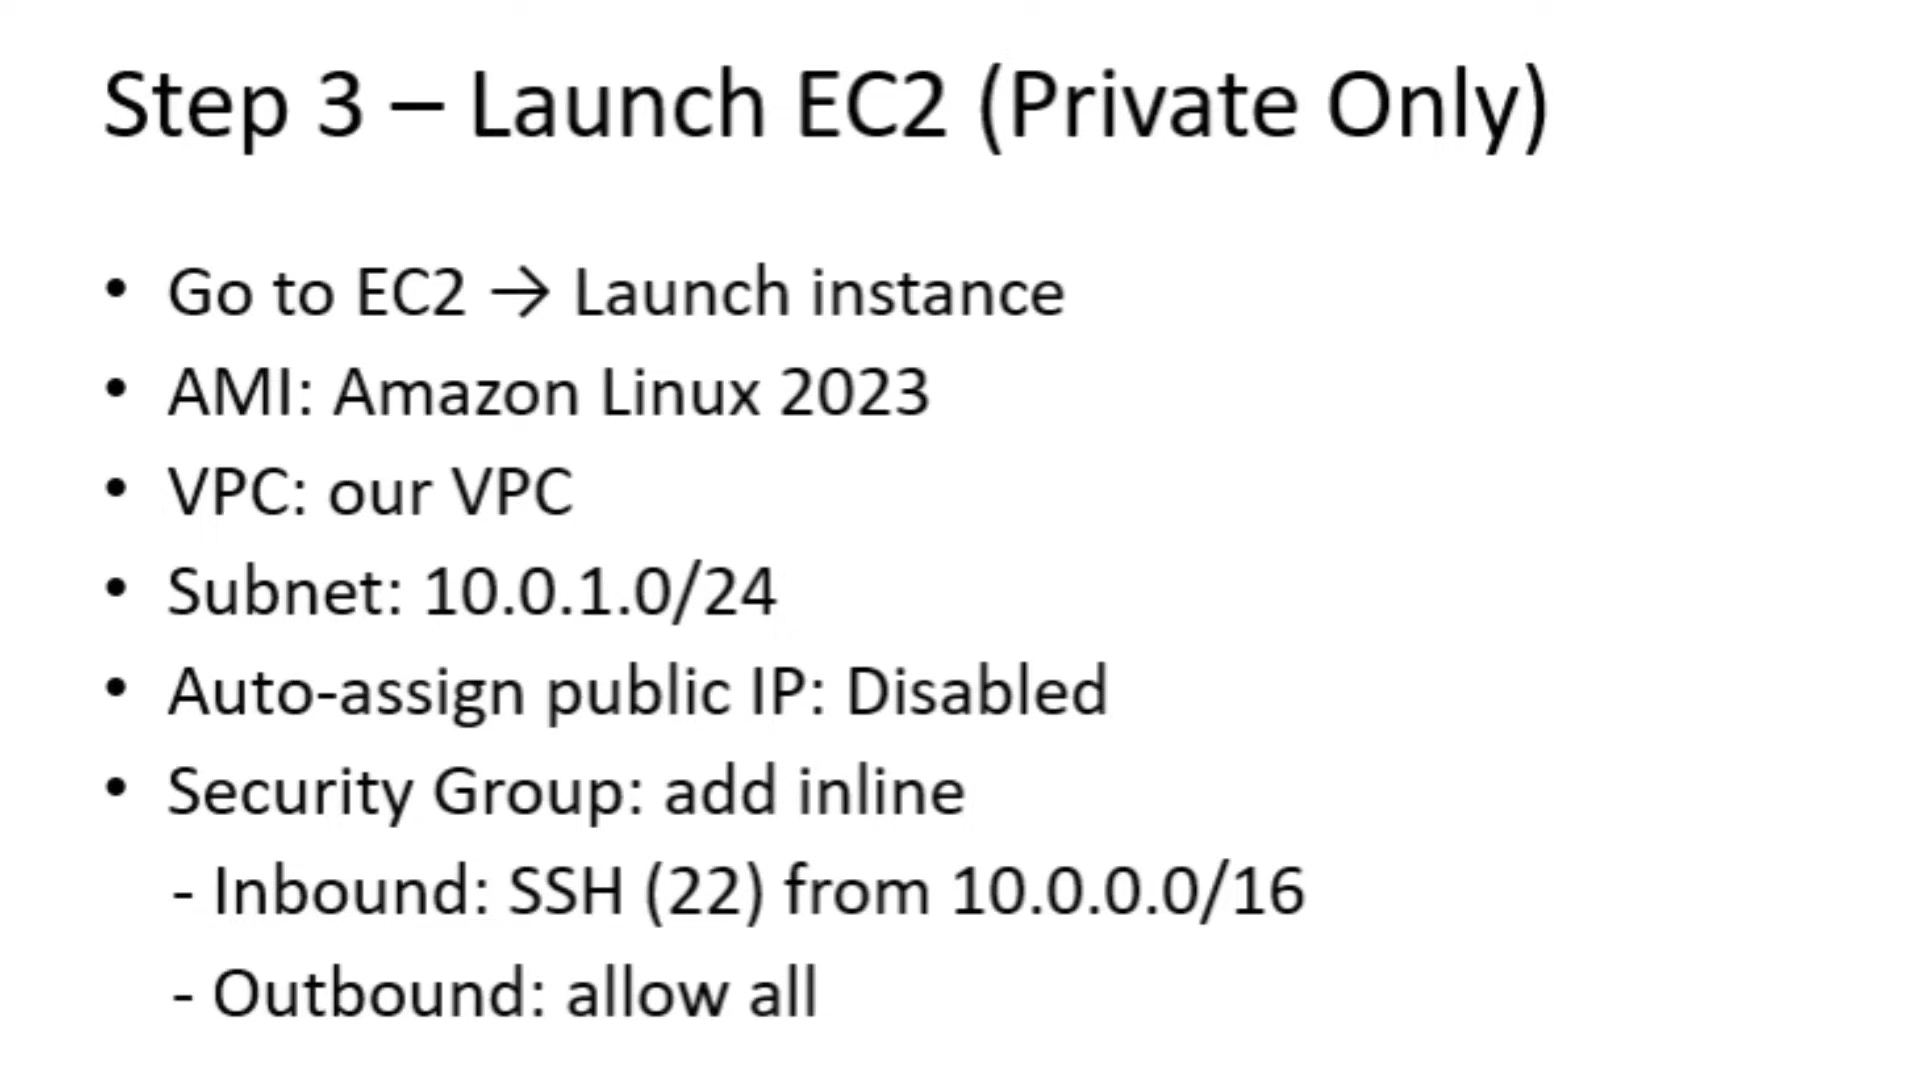 Step 3 – Launch EC2 (Private Only)
• Go to EC2 → Launch instance
• AMI: Amazon Linux 2023
• VPC: our VPC
• Subnet: 10.0.1.0/24
• Auto-assign public IP: Disabled
• Security Group: add inline
- Inbound: SSH (22) from 10.0.0.0/16
- Outbound: allow all